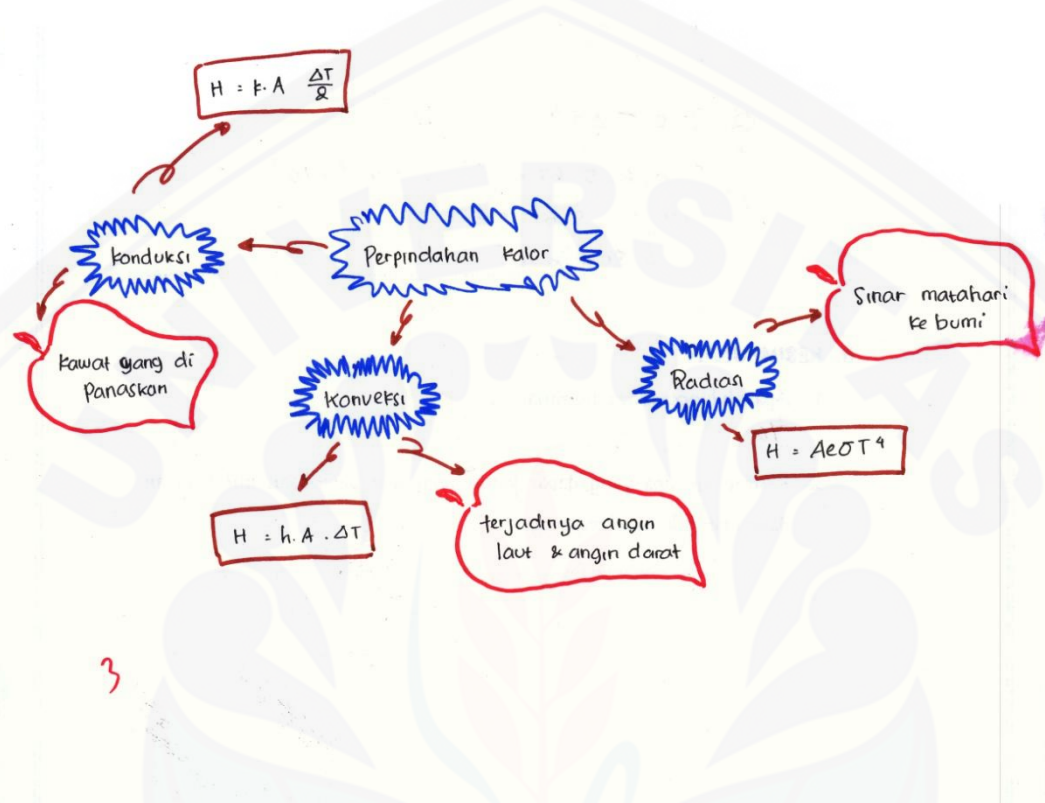 H = k. A ΔT/l
Konduksi
Perpindahan kalor
Sinar matahari
ke bumi
Kawat yang di
Panaskan
Konveksi
Radiasi
H = AeσT⁴
H = h. A . ΔT
terjadinya angin
laut & angin darat
3
UNIVERSITAS